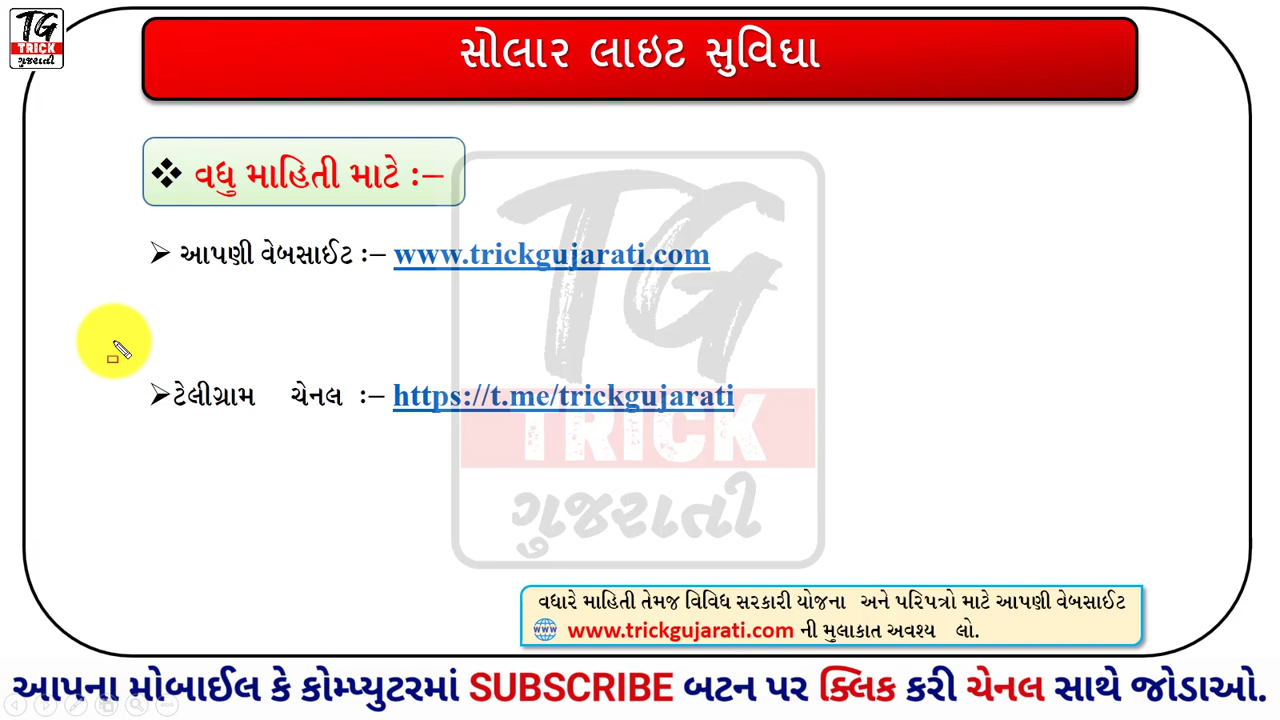 TG
TRICK
ગુજરાતી
સોલાર લાઇટ સુવિધા
❖ વધુ માહિતી માટે :–
➢ આપણી વેબસાઈટ :– www.trickgujarati.com
➢ટેલીગ્રામ ચેનલ :– https://t.me/trickgujarati
TG
TRICK
ગુજરાતી
વધારે માહિતી તેમજ વિવિધ સરકારી યોજના અને પરિપત્રો માટે આપણી વેબસાઈટ
www.trickgujarati.com ની મુલાકાત અવશ્ય લો.
આપના મોબાઈલ કે કોમ્પ્યુટરમાં SUBSCRIBE બટન પર ક્લિક કરી ચેનલ સાથે જોડાઓ.